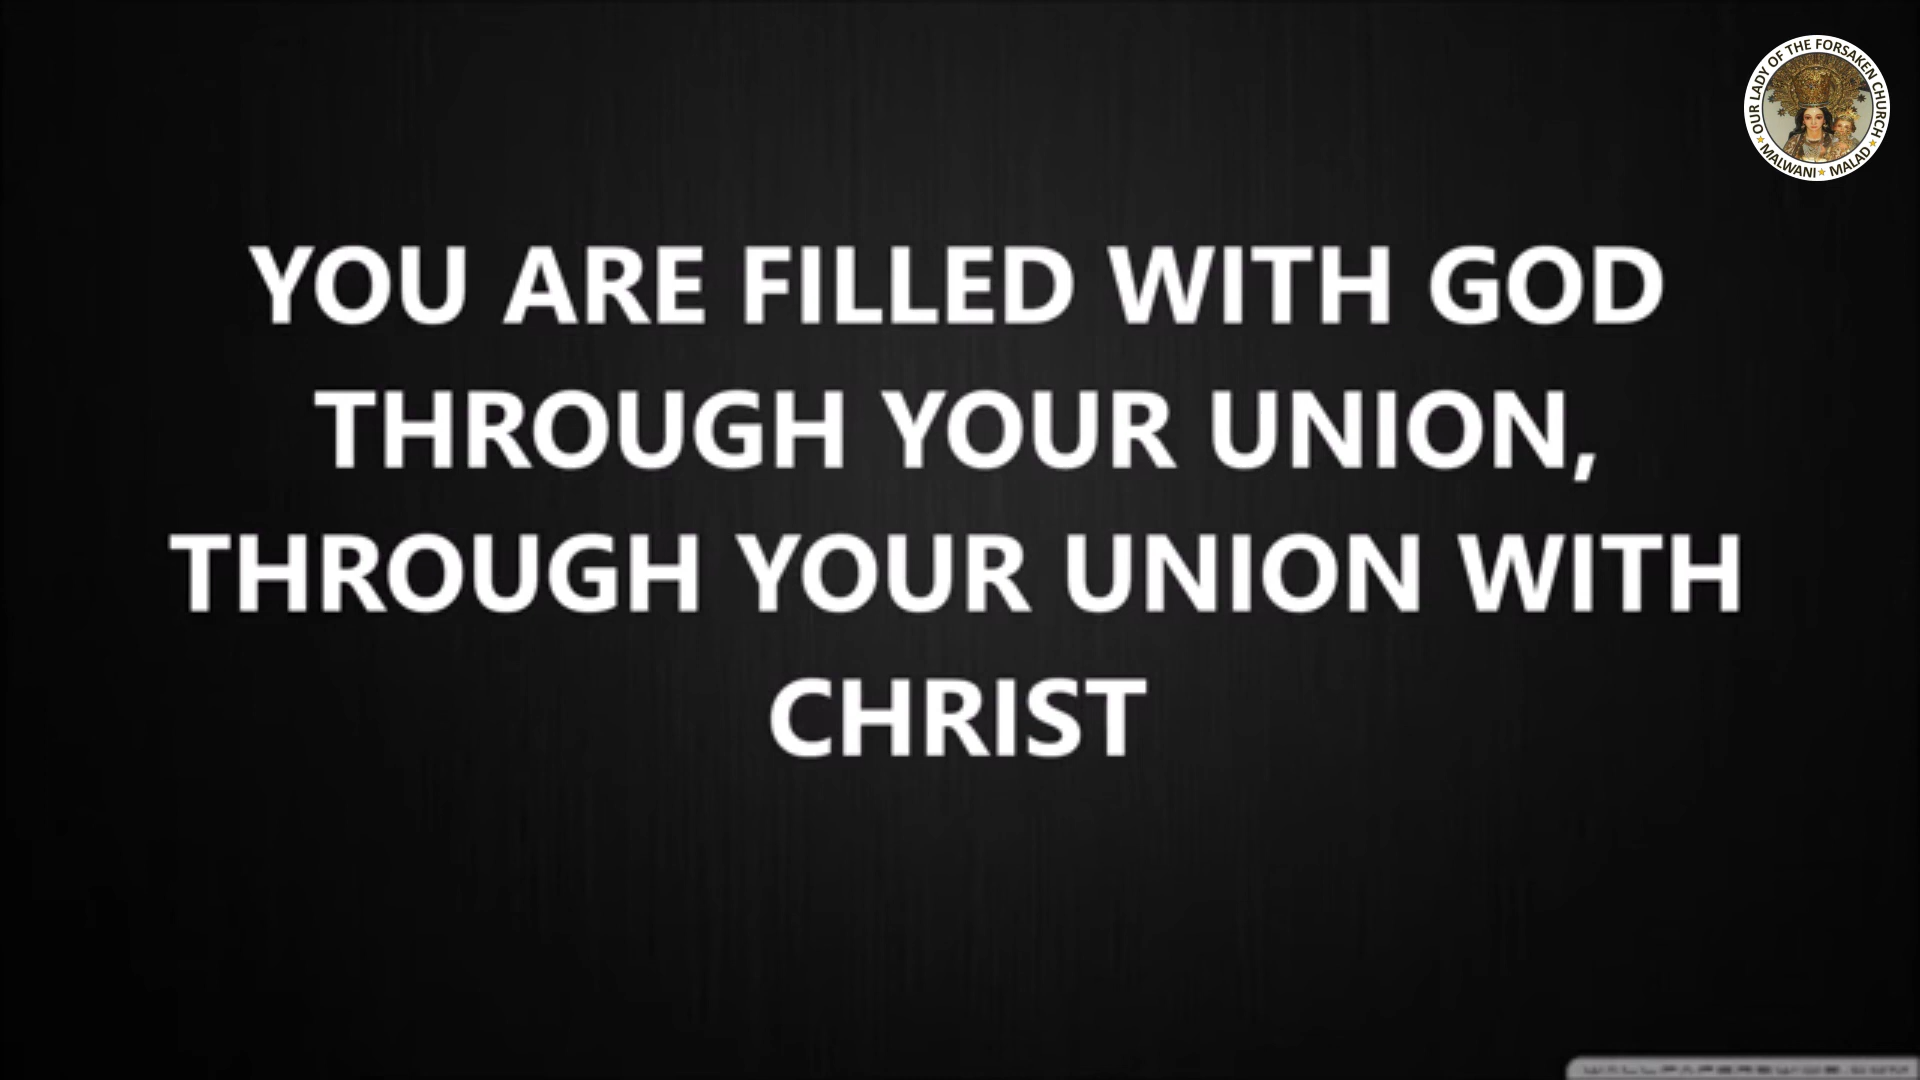 OUR LADY OF THE FORSAKEN CHURCH
MALWANI MALAD
YOU ARE FILLED WITH GOD
THROUGH YOUR UNION,
THROUGH YOUR UNION WITH
CHRIST